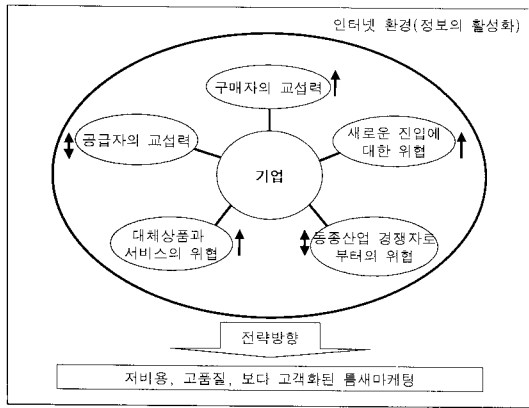 인터넷 환경(정보의 활성화)
구매자의 교섭력
공급자의 교섭력
새로운 진입에
대한 위협
기업
대체상품과
서비스의 위협
동종산업 경쟁자로
부터의 위협
전략방향
저비용, 고품질, 보다 고객화된 틈새마케팅